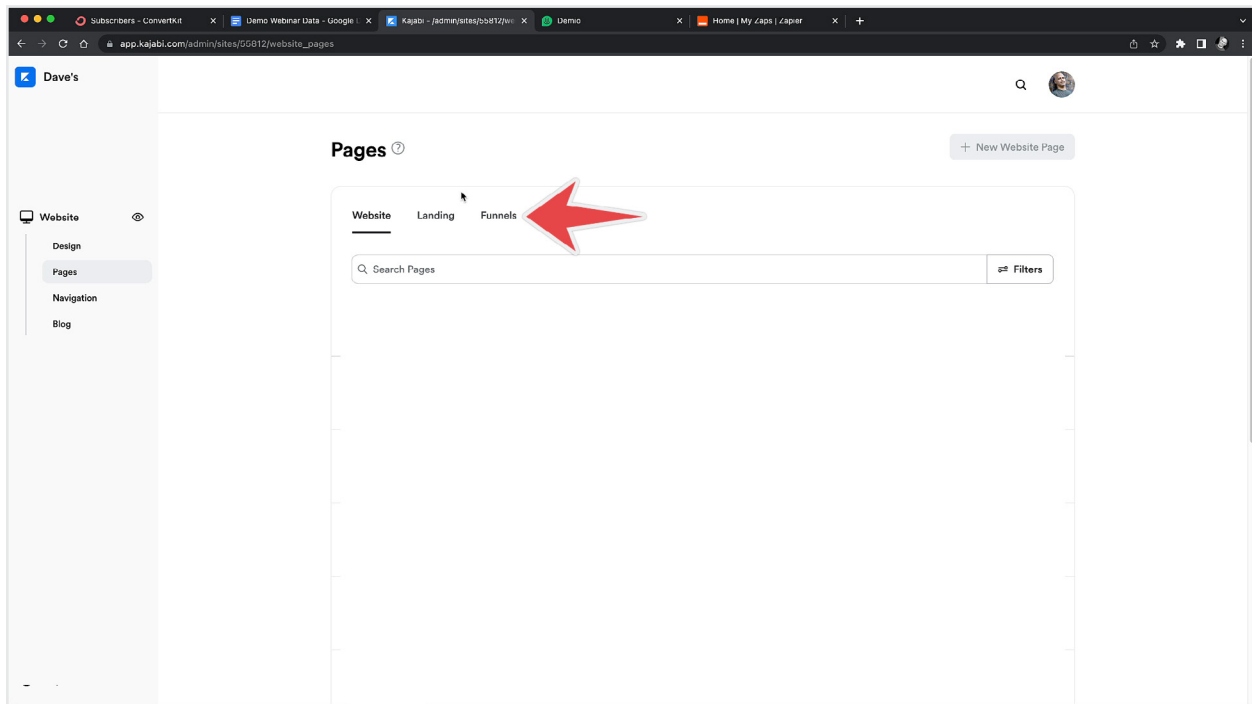 Subscribers - ConvertKit
Demo Webinar Data - Google D
Kajabi - /admin/sites/55812/we
Demio
Home | My Zaps | Zapier
app.kajabi.com/admin/sites/55812/website_pages
Dave's
Pages
+ New Website Page
Website
Design
Pages
Navigation
Blog
Website Landing Funnels
Search Pages
Filters